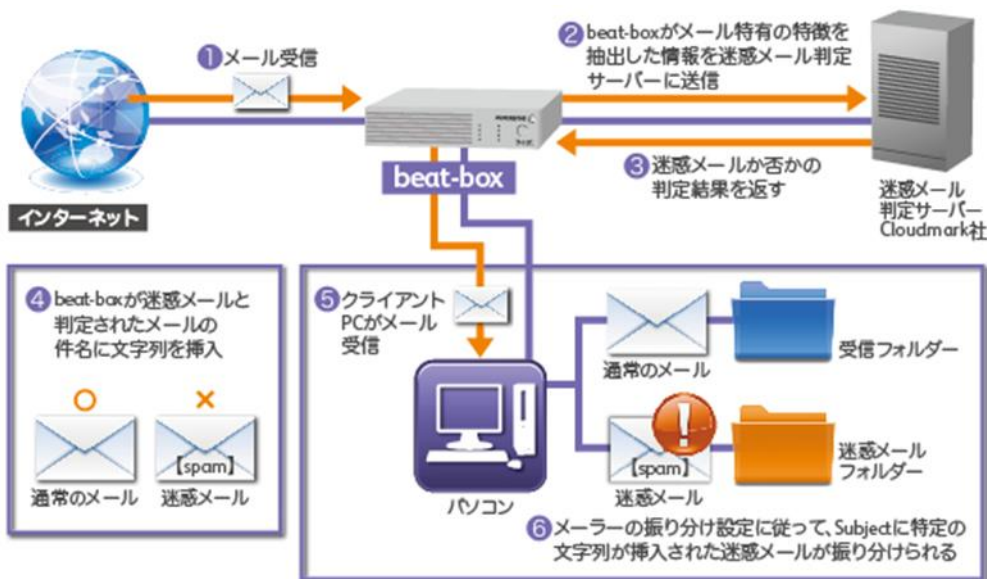 ①メール受信
②beat-boxがメール特有の特徴を
抽出した情報を迷惑メール判定
サーバーに送信
③迷惑メールか否かの
判定結果を返す
beat-box
インターネット
迷惑メール
判定サーバー
Cloudmark社
④beat-boxが迷惑メールと
判定されたメールの
件名に文字列を挿入
○
×
【spam】
通常のメール
迷惑メール
⑤クライアント
PCがメール
受信
パソコン
通常のメール
受信フォルダー
【spam】
迷惑メール
迷惑メール
フォルダー
⑥メーラーの振り分け設定に従って、Subjectに特定の
文字列が挿入された迷惑メールが振り分けられる